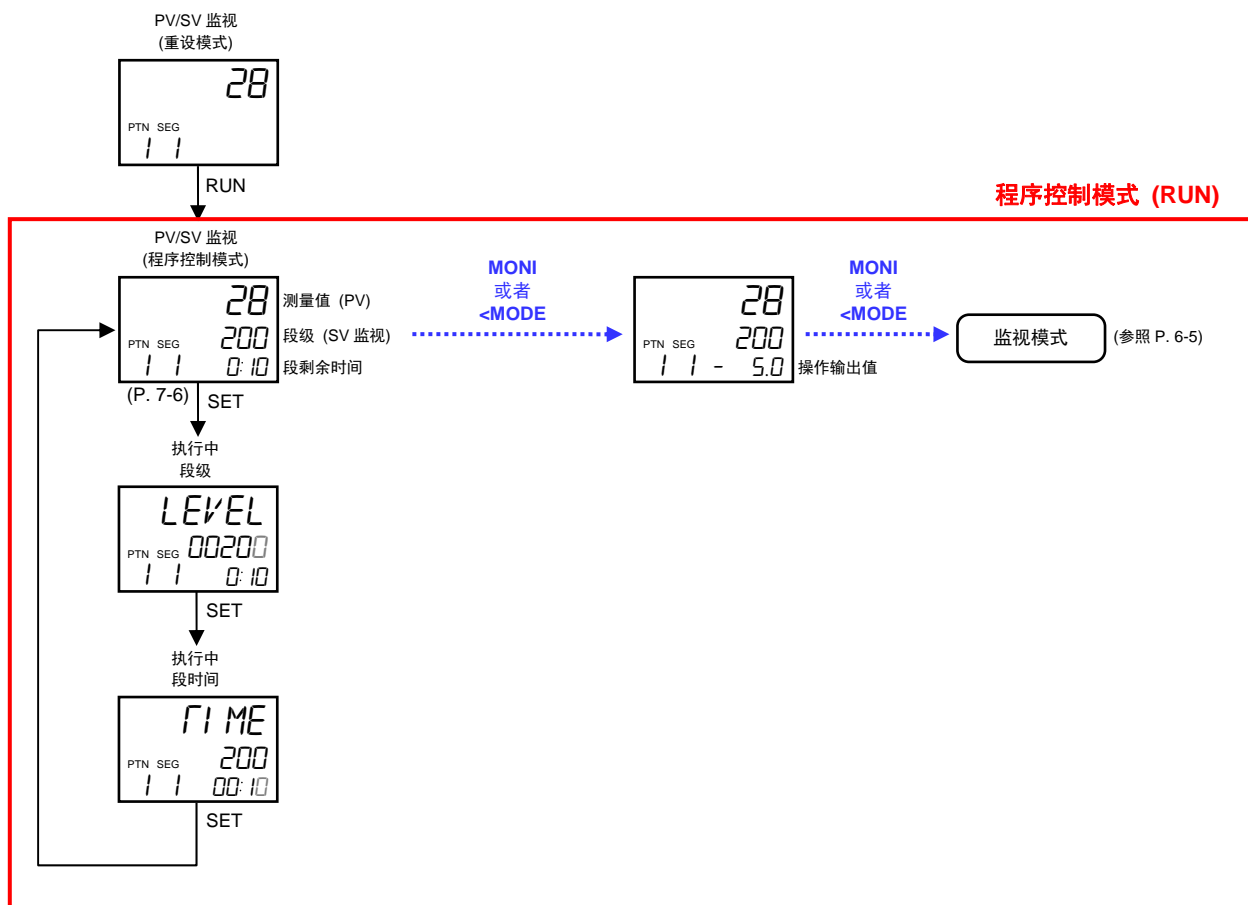 PV/SV 监视
(重设模式)
28
PTN SEG
1 1
RUN
程序控制模式 (RUN)
PV/SV 监视
(程序控制模式)
28 测量值 (PV)
PTN SEG 200 段级 (SV 监视)
1 1 0:10 段剩余时间
(P. 7-6) SET
MONI
或者
<MODE
28
PTN SEG 200
1 1 - 5.0 操作输出值
MONI
或者
<MODE
监视模式 (参照 P. 6-5)
执行中
段级
LEVEL
PTN SEG 00200
1 1 0:10
SET
执行中
段时间
TIME
PTN SEG 200
1 1 00:10
SET